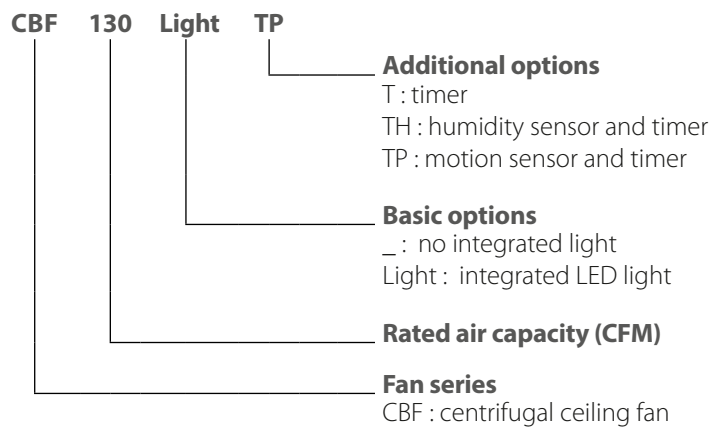 CBF 130 Light TP
Additional options
T : timer
TH : humidity sensor and timer
TP : motion sensor and timer
Basic options
_ : no integrated light
Light : integrated LED light
Rated air capacity (CFM)
Fan series
CBF : centrifugal ceiling fan